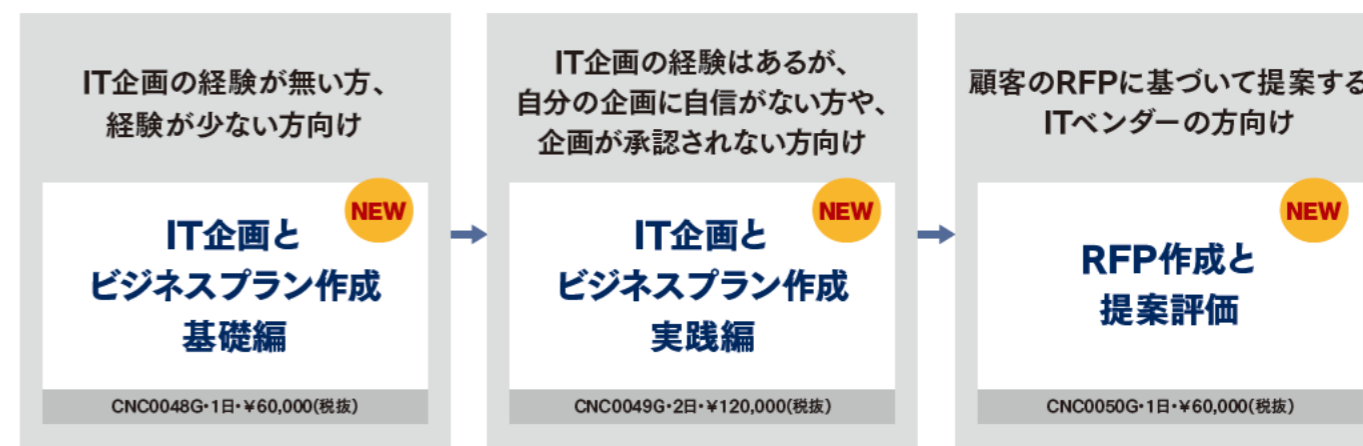 IT企画の経験が無い方、
経験が少ない方向け
NEW
IT企画と
ビジネスプラン作成
基礎編
CNC0048G・1日・¥60,000(税抜)
IT企画の経験はあるが、
自分の企画に自信がない方や、
企画が承認されない方向け
NEW
IT企画と
ビジネスプラン作成
実践編
CNC0049G・2日・¥120,000(税抜)
顧客のRFPに基づいて提案する
ITベンダーの方向け
NEW
RFP作成と
提案評価
CNC0050G・1日・¥60,000(税抜)